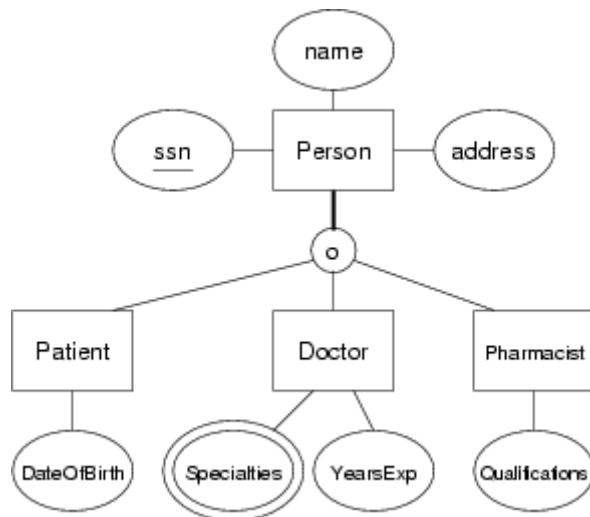 name
ssn
Person
address
o
Patient
Doctor
Pharmacist
DateOfBirth
Specialties
YearsExp
Qualifications